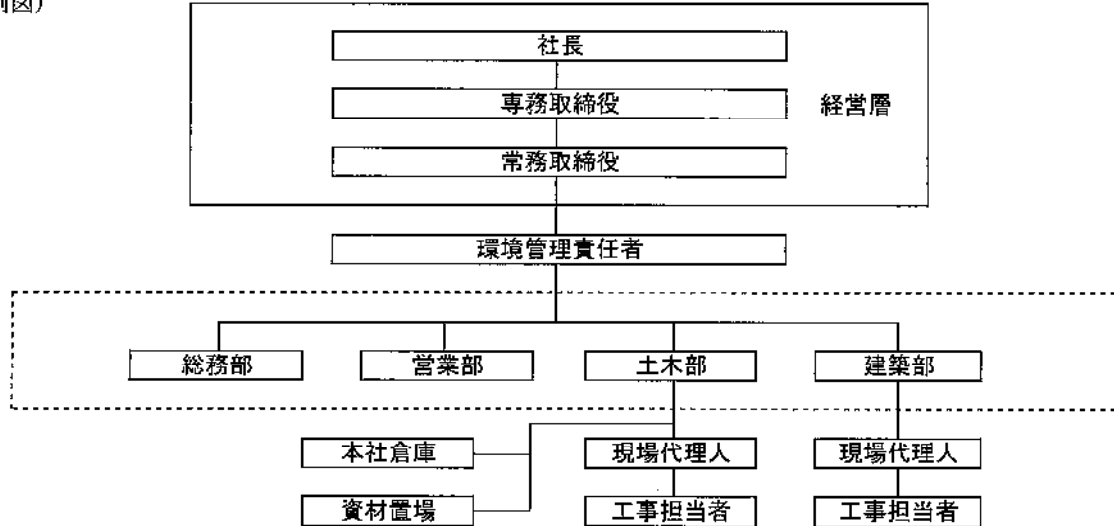 図)
社長
専務取締役
経営層
常務取締役
環境管理責任者
総務部 営業部 土木部 建築部
本社倉庫 現場代理人 現場代理人
資材置場 工事担当者 工事担当者